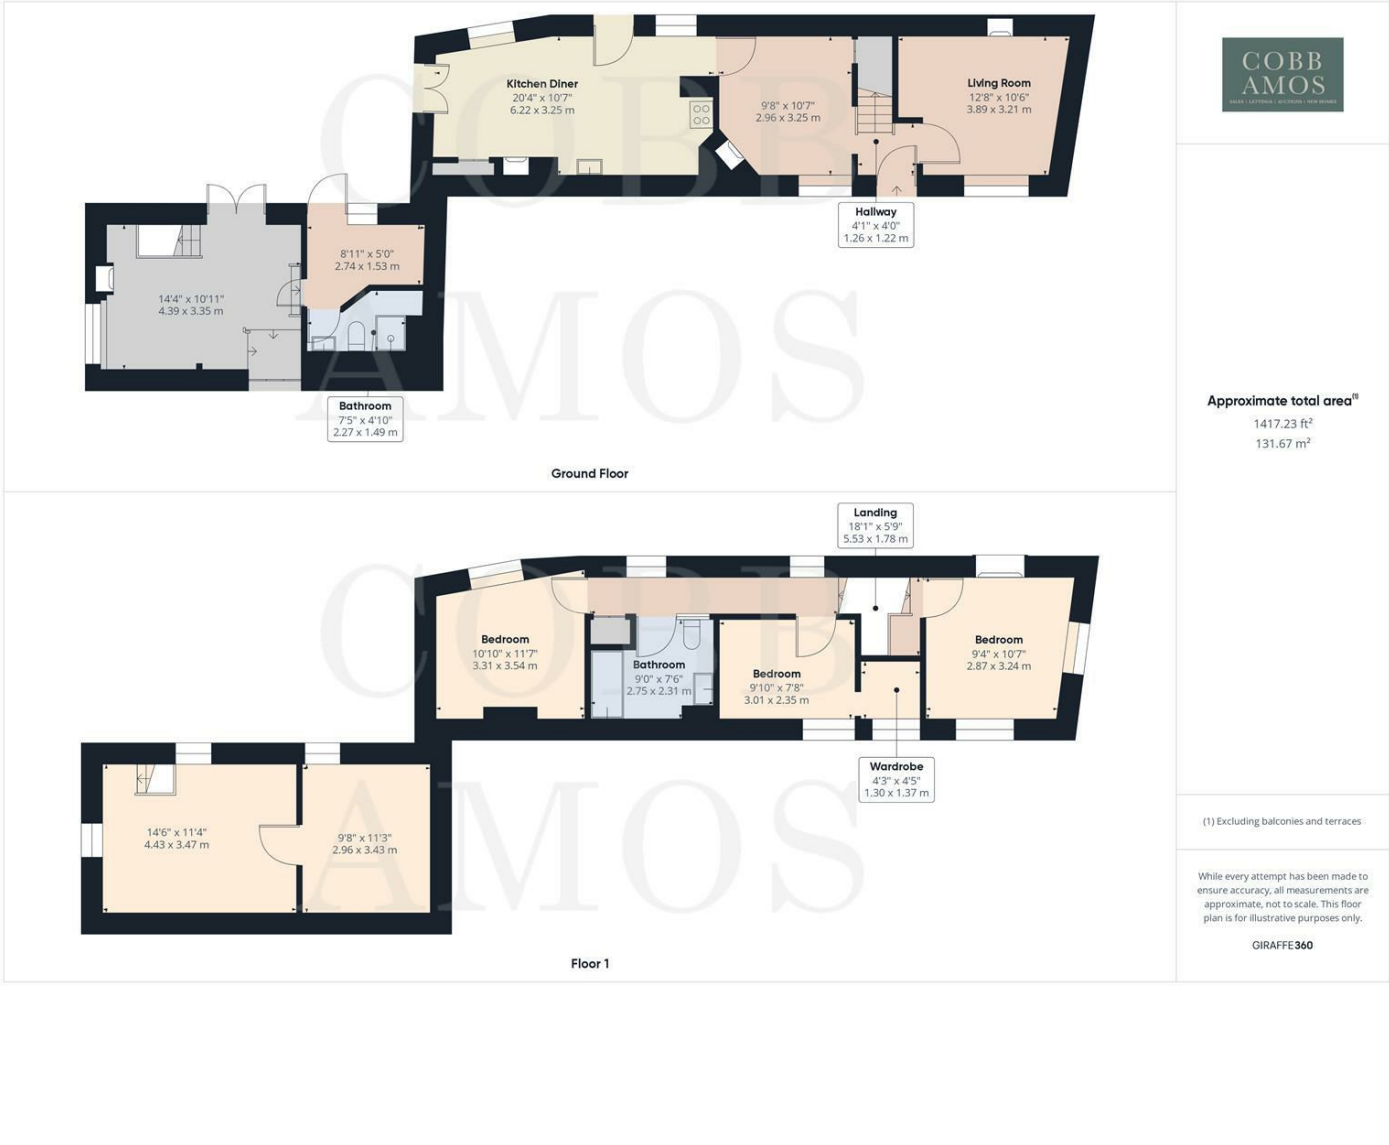 Kitchen Diner
20'4" x 10'7"
6.22 x 3.25 m
9'8" x 10'7"
2.96 x 3.25 m
Living Room
12'8" x 10'6"
3.89 x 3.21 m
Hallway
4'1" x 4'0"
1.26 x 1.22 m
8'11" x 5'0"
2.74 x 1.53 m
14'4" x 10'11"
4.39 x 3.35 m
Bathroom
7'5" x 4'10"
2.27 x 1.49 m
COBB
AMOS
Ground Floor
Landing
18'1" x 5'9"
5.53 x 1.78 m
Bedroom
10'10" x 11'7"
3.31 x 3.54 m
Bathroom
9'0" x 7'6"
2.75 x 2.31 m
Bedroom
9'10" x 7'8"
3.01 x 2.35 m
Bedroom
9'4" x 10'7"
2.87 x 3.24 m
Wardrobe
4'3" x 4'5"
1.30 x 1.37 m
14'6" x 11'4"
4.43 x 3.47 m
9'8" x 11'3"
2.96 x 3.43 m
COBB
AMOS
Floor 1
COBB
AMOS
SALES | LETTINGS | AUCTIONS | NEW HOMES
Approximate total area(1)
1417.23 ft²
131.67 m²
(1) Excluding balconies and terraces
While every attempt has been made to
ensure accuracy, all measurements are
approximate, not to scale. This floor
plan is for illustrative purposes only.
GIRAFFE360